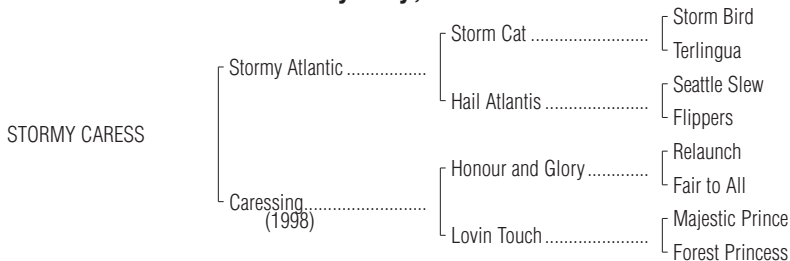 Storm Bird
Storm Cat ........................
Terlingua
Stormy Atlantic .................
Seattle Slew
Hail Atlantis ......................
Flippers
STORMY CARESS
Relaunch
Honour and Glory .............
Fair to All
Caressing..........................
(1998)
Majestic Prince
Lovin Touch ......................
Forest Princess